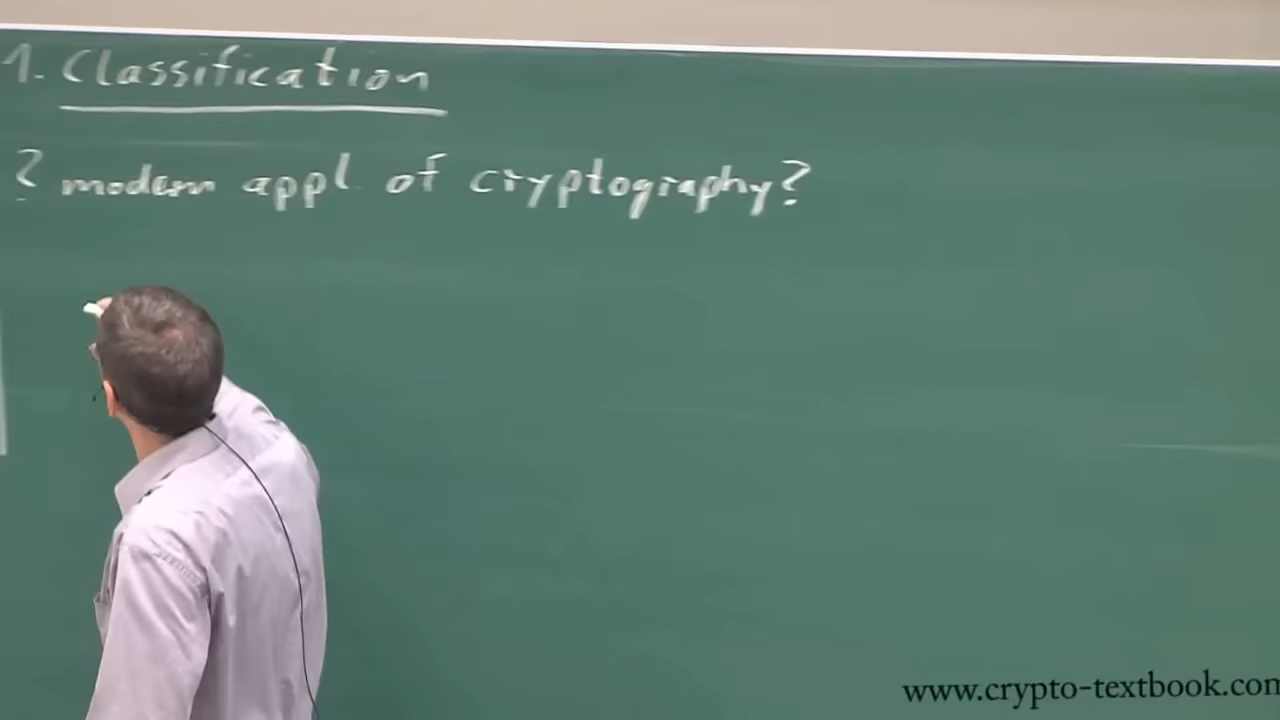 1. Classification
? modern appl. of cryptography?
www.crypto-textbook.com